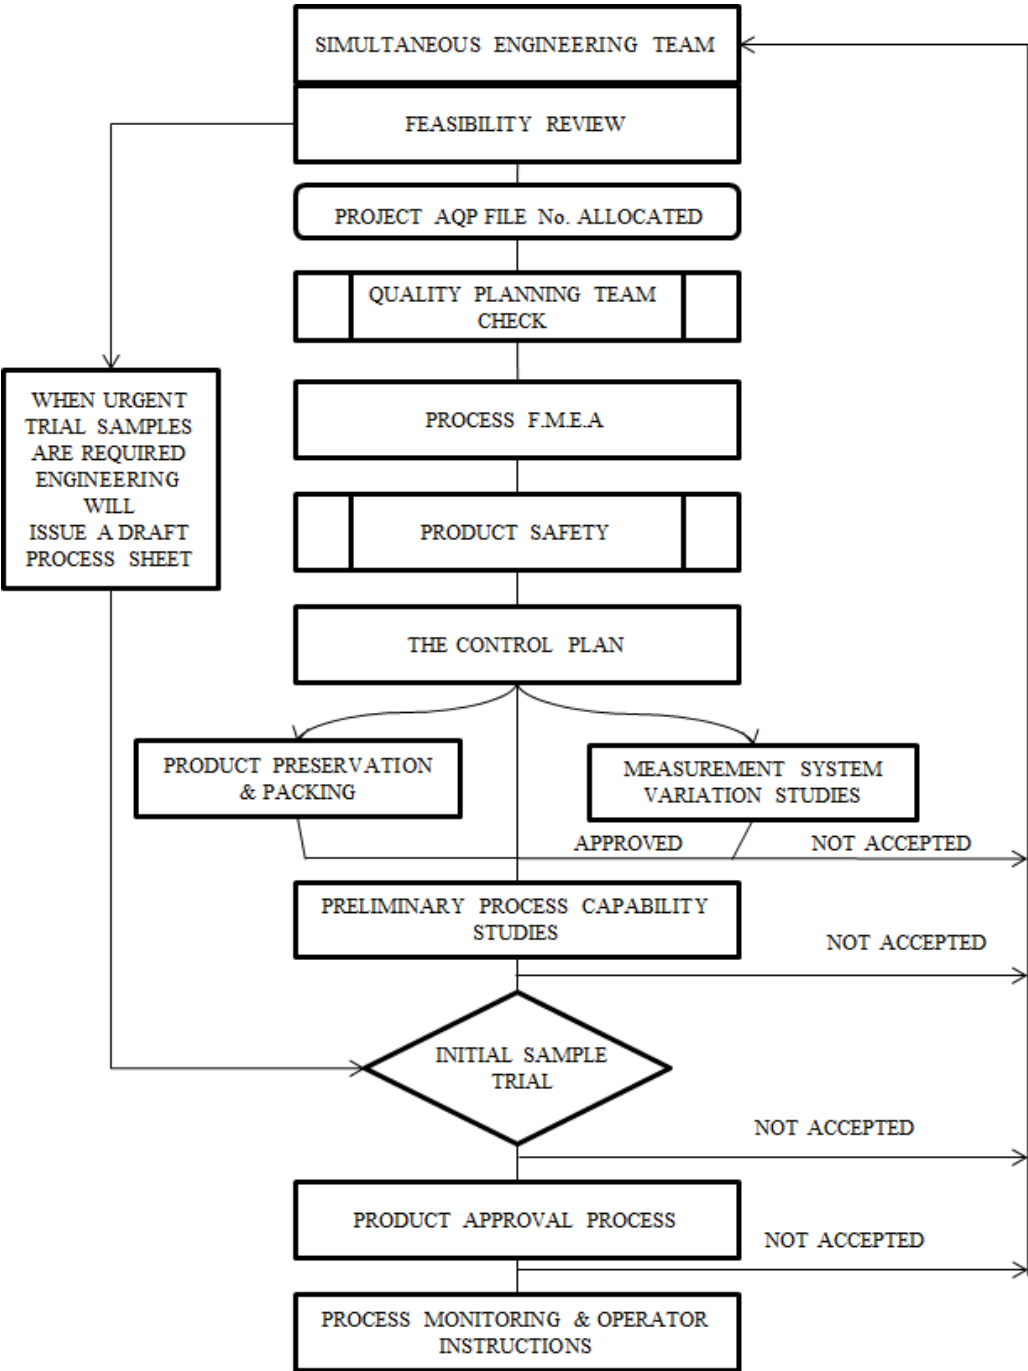 SIMULTANEOUS ENGINEERING TEAM
FEASIBILITY REVIEW
PROJECT AQP FILE No. ALLOCATED
QUALITY PLANNING TEAM
CHECK
WHEN URGENT
TRIAL SAMPLES
ARE REQUIRED
ENGINEERING
WILL
ISSUE A DRAFT
PROCESS SHEET
PROCESS F.M.E.A
PRODUCT SAFETY
THE CONTROL PLAN
PRODUCT PRESERVATION
& PACKING
MEASUREMENT SYSTEM
VARIATION STUDIES
APPROVED
NOT ACCEPTED
PRELIMINARY PROCESS CAPABILITY
STUDIES
NOT ACCEPTED
INITIAL SAMPLE
TRIAL
NOT ACCEPTED
PRODUCT APPROVAL PROCESS
NOT ACCEPTED
PROCESS MONITORING & OPERATOR
INSTRUCTIONS